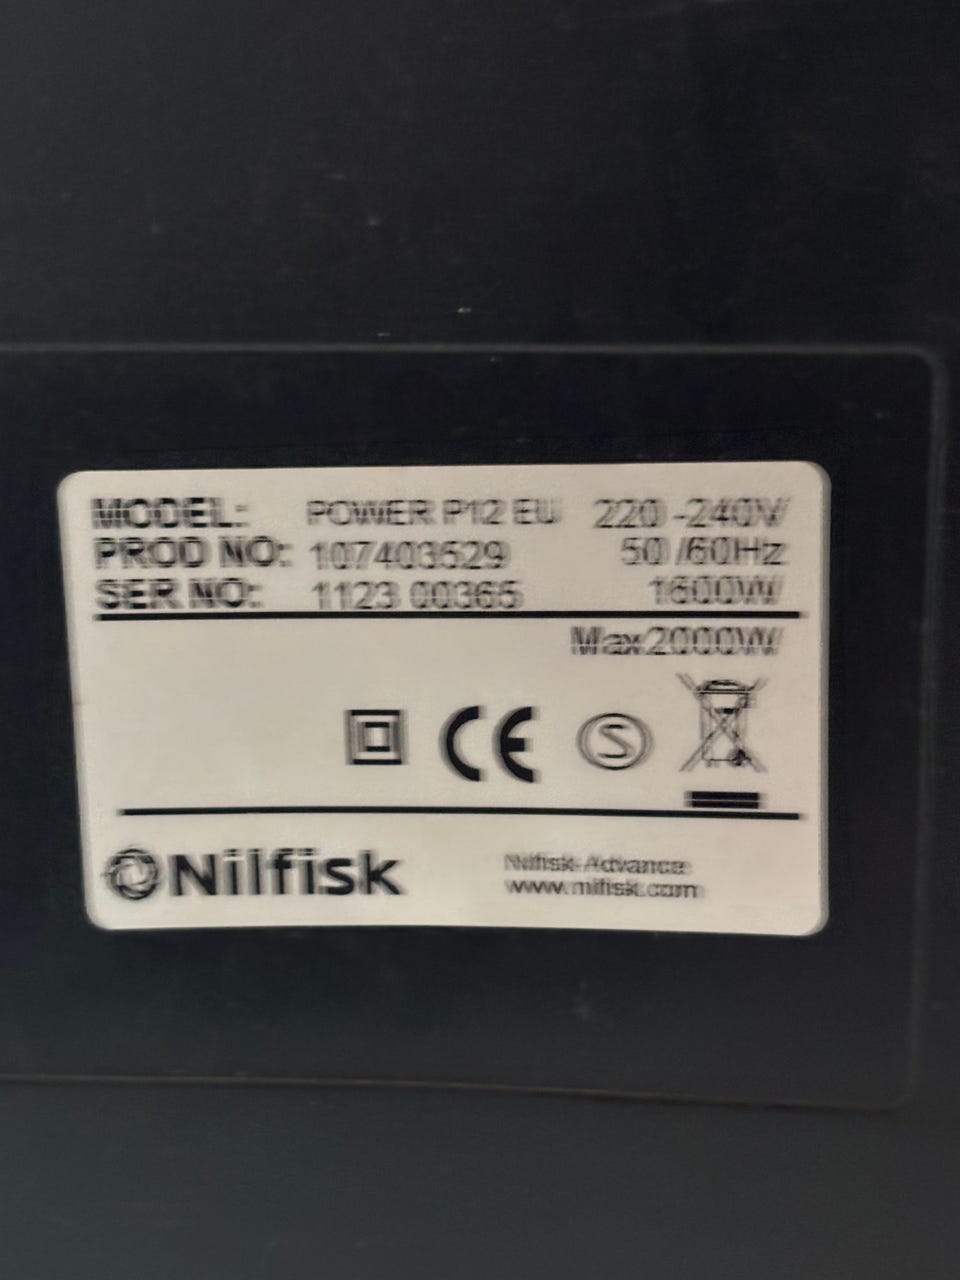 MODEL: POWER P12 EU 220-240V
PROD NO: 107403529 50/60Hz
SER NO: 1123 00365 1600W
Max2000W
CE S
Nilfisk
Nilfisk-Advance
www.nilfisk.com